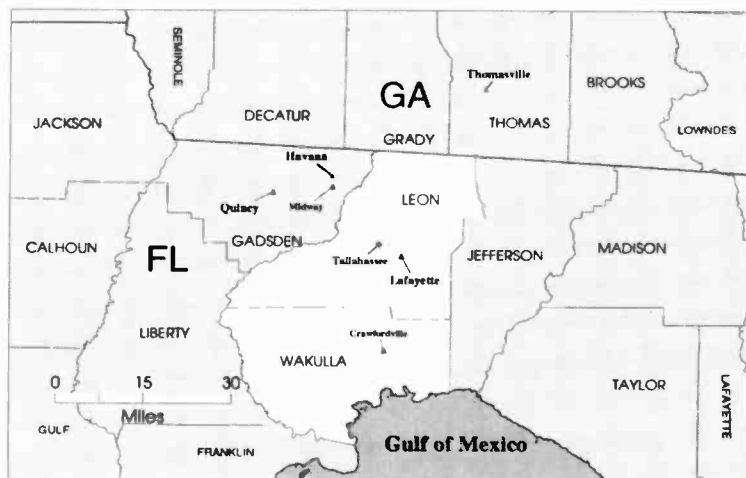 SEMINOLE
Thomasville
GA
BROOKS
DECATUR
JACKSON
THOMAS
LOWNDES
GRADY
Havana
Quincy
Midway
LEON
GADSDEN
CALHOUN
FL
Tallahassee
JEFFERSON
MADISON
Lafayette
LIBERTY
Crawfordville
WAKULLA
0 15 30
Miles
TAYLOR
LAFAYETTE
GULF
FRANKLIN
Gulf of Mexico